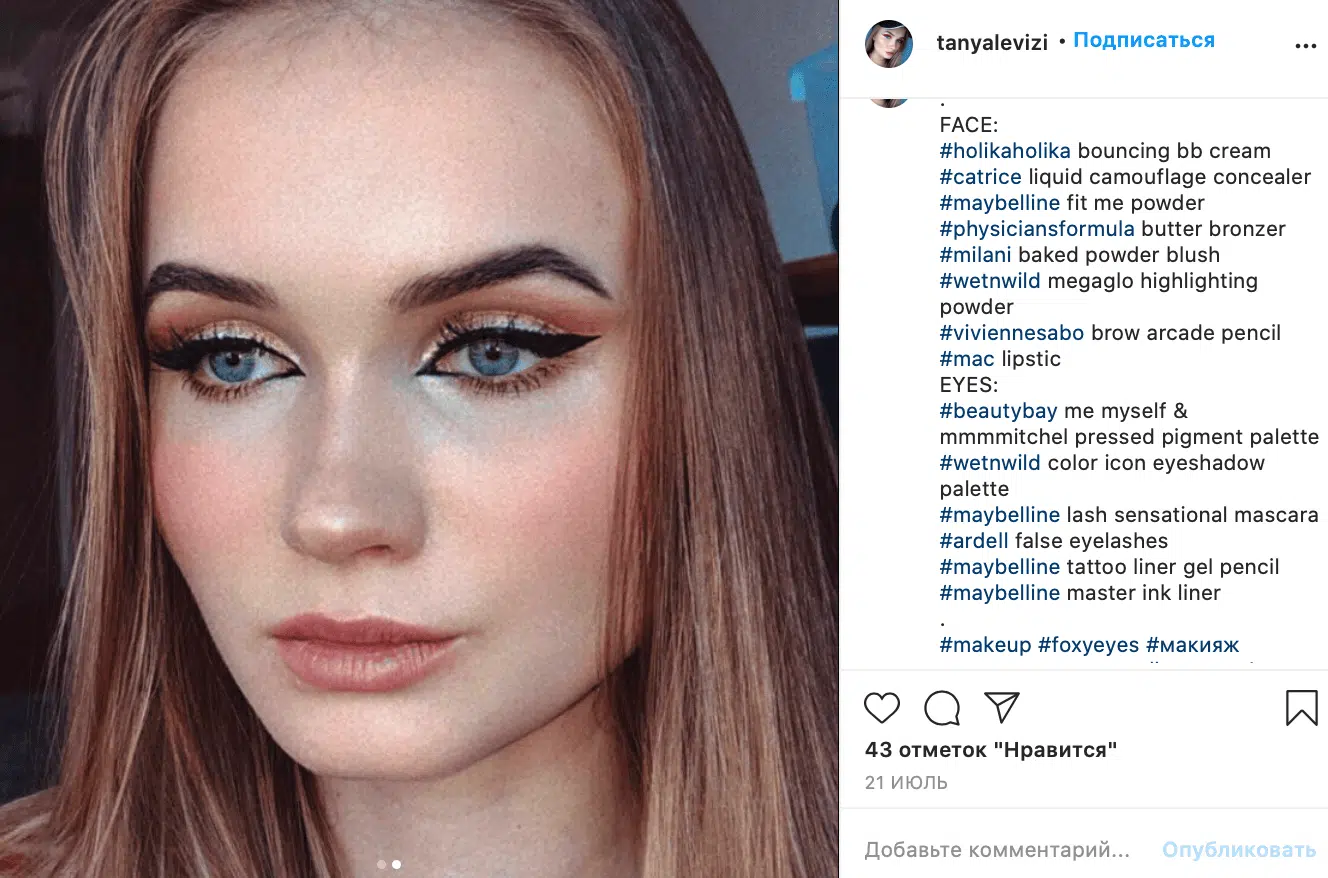 tanyalevizi • Подписаться
.
FACE:
#holikaholika bouncing bb cream
#catrice liquid camouflage concealer
#maybelline fit me powder
#physiciansformula butter bronzer
#milani baked powder blush
#wetnwild megaglo highlighting
powder
#viviennesabo brow arcade pencil
#mac lipstic
EYES:
#beautybay me myself &
mmmmitchel pressed pigment palette
#wetnwild color icon eyeshadow
palette
#maybelline lash sensational mascara
#ardell false eyelashes
#maybelline tattoo liner gel pencil
#maybelline master ink liner
.
#makeup #foxyeyes #макияж
43 отметок "Нравится"
21 ИЮЛЬ
Добавьте комментарий... Опубликовать